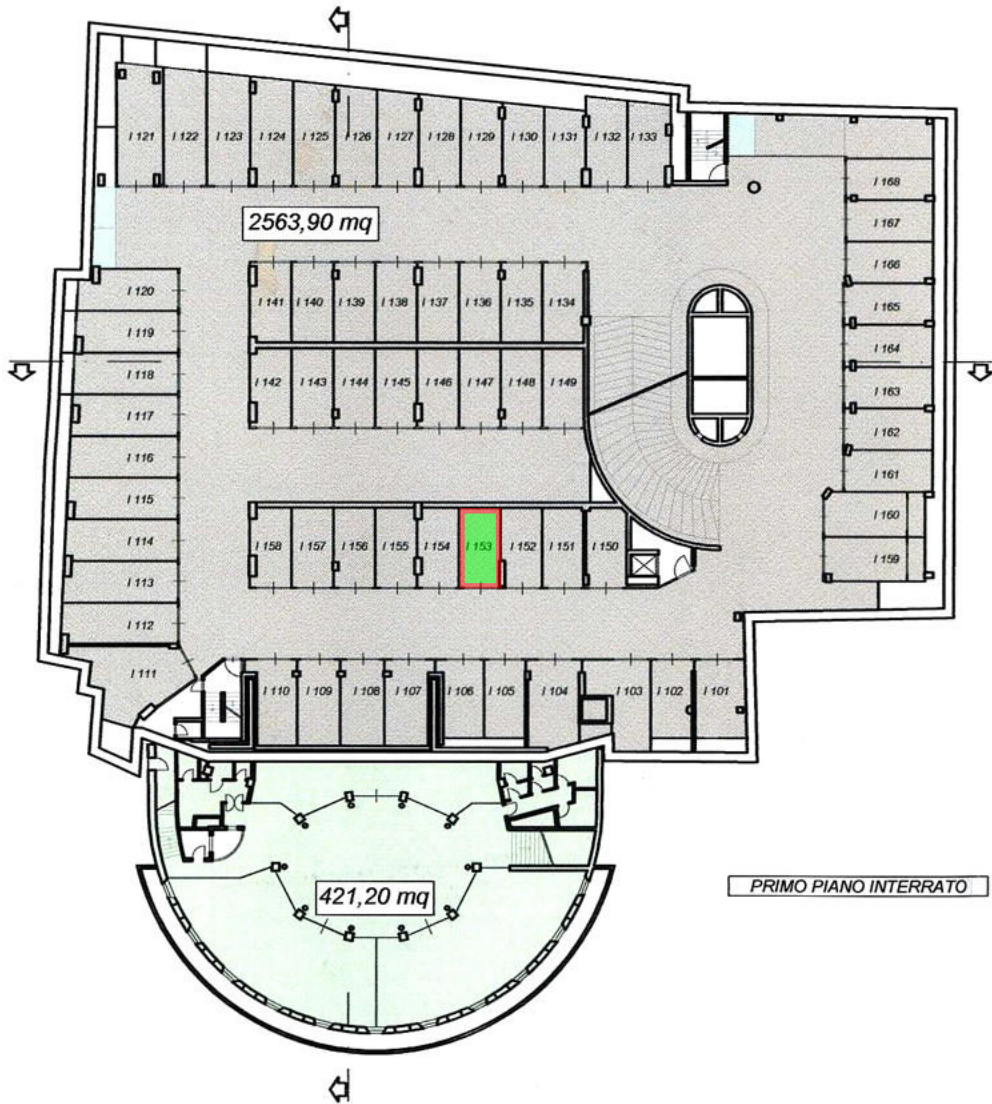 I 121 I 122 I 123 I 124 I 125 I 126 I 127 I 128 I 129 I 130 I 131 I 132 I 133
I 168
I 167
2563,90 mq
I 166
I 120
I 141 I 140 I 139 I 138 I 137 I 136 I 135 I 134
I 165
I 119
I 164
I 118
I 142 I 143 I 144 I 145 I 146 I 147 I 148 I 149
I 163
I 117
I 162
I 116
I 161
I 115
I 160
I 114
I 158 I 157 I 156 I 155 I 154 I 153 I 152 I 151 I 150
I 159
I 113
I 112
I 111
I 110 I 109 I 108 I 107 I 106 I 105 I 104 I 103 I 102 I 101
PRIMO PIANO INTERRATO
421,20 mq